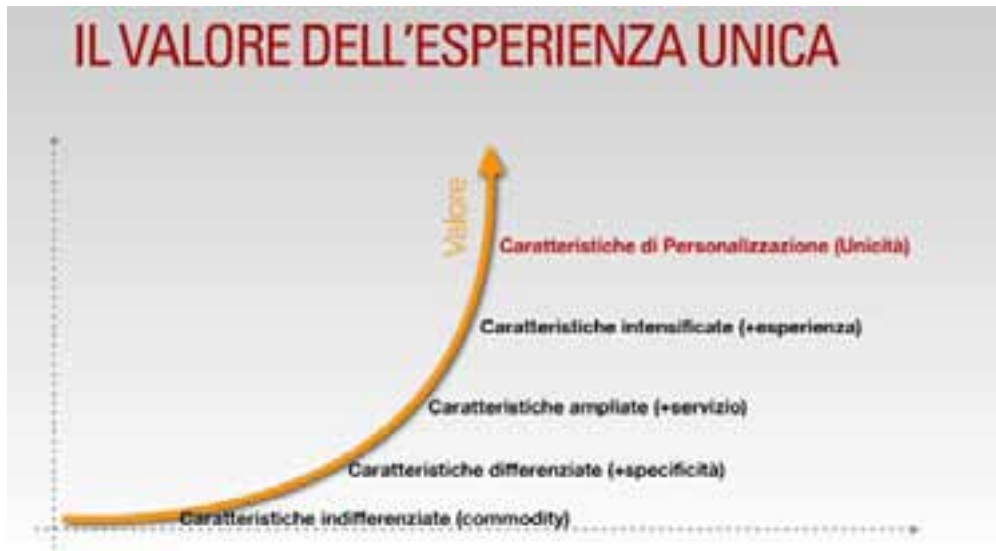 IL VALORE DELL'ESPERIENZA UNICA
Valore
Caratteristiche di Personalizzazione (Unicità)
Caratteristiche intensificate (+esperienza)
Caratteristiche ampliate (+servizio)
Caratteristiche differenziate (+specificità)
Caratteristiche indifferenziate (commodity)